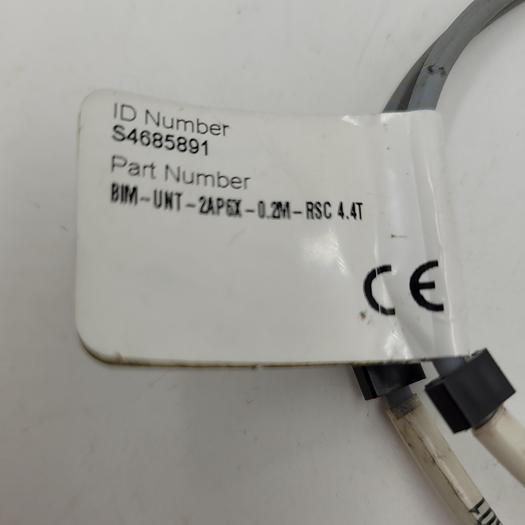 ID Number
S4685891
Part Number
BIM-UNT-2AP6X-0.2M-RSC 4.4T
CE